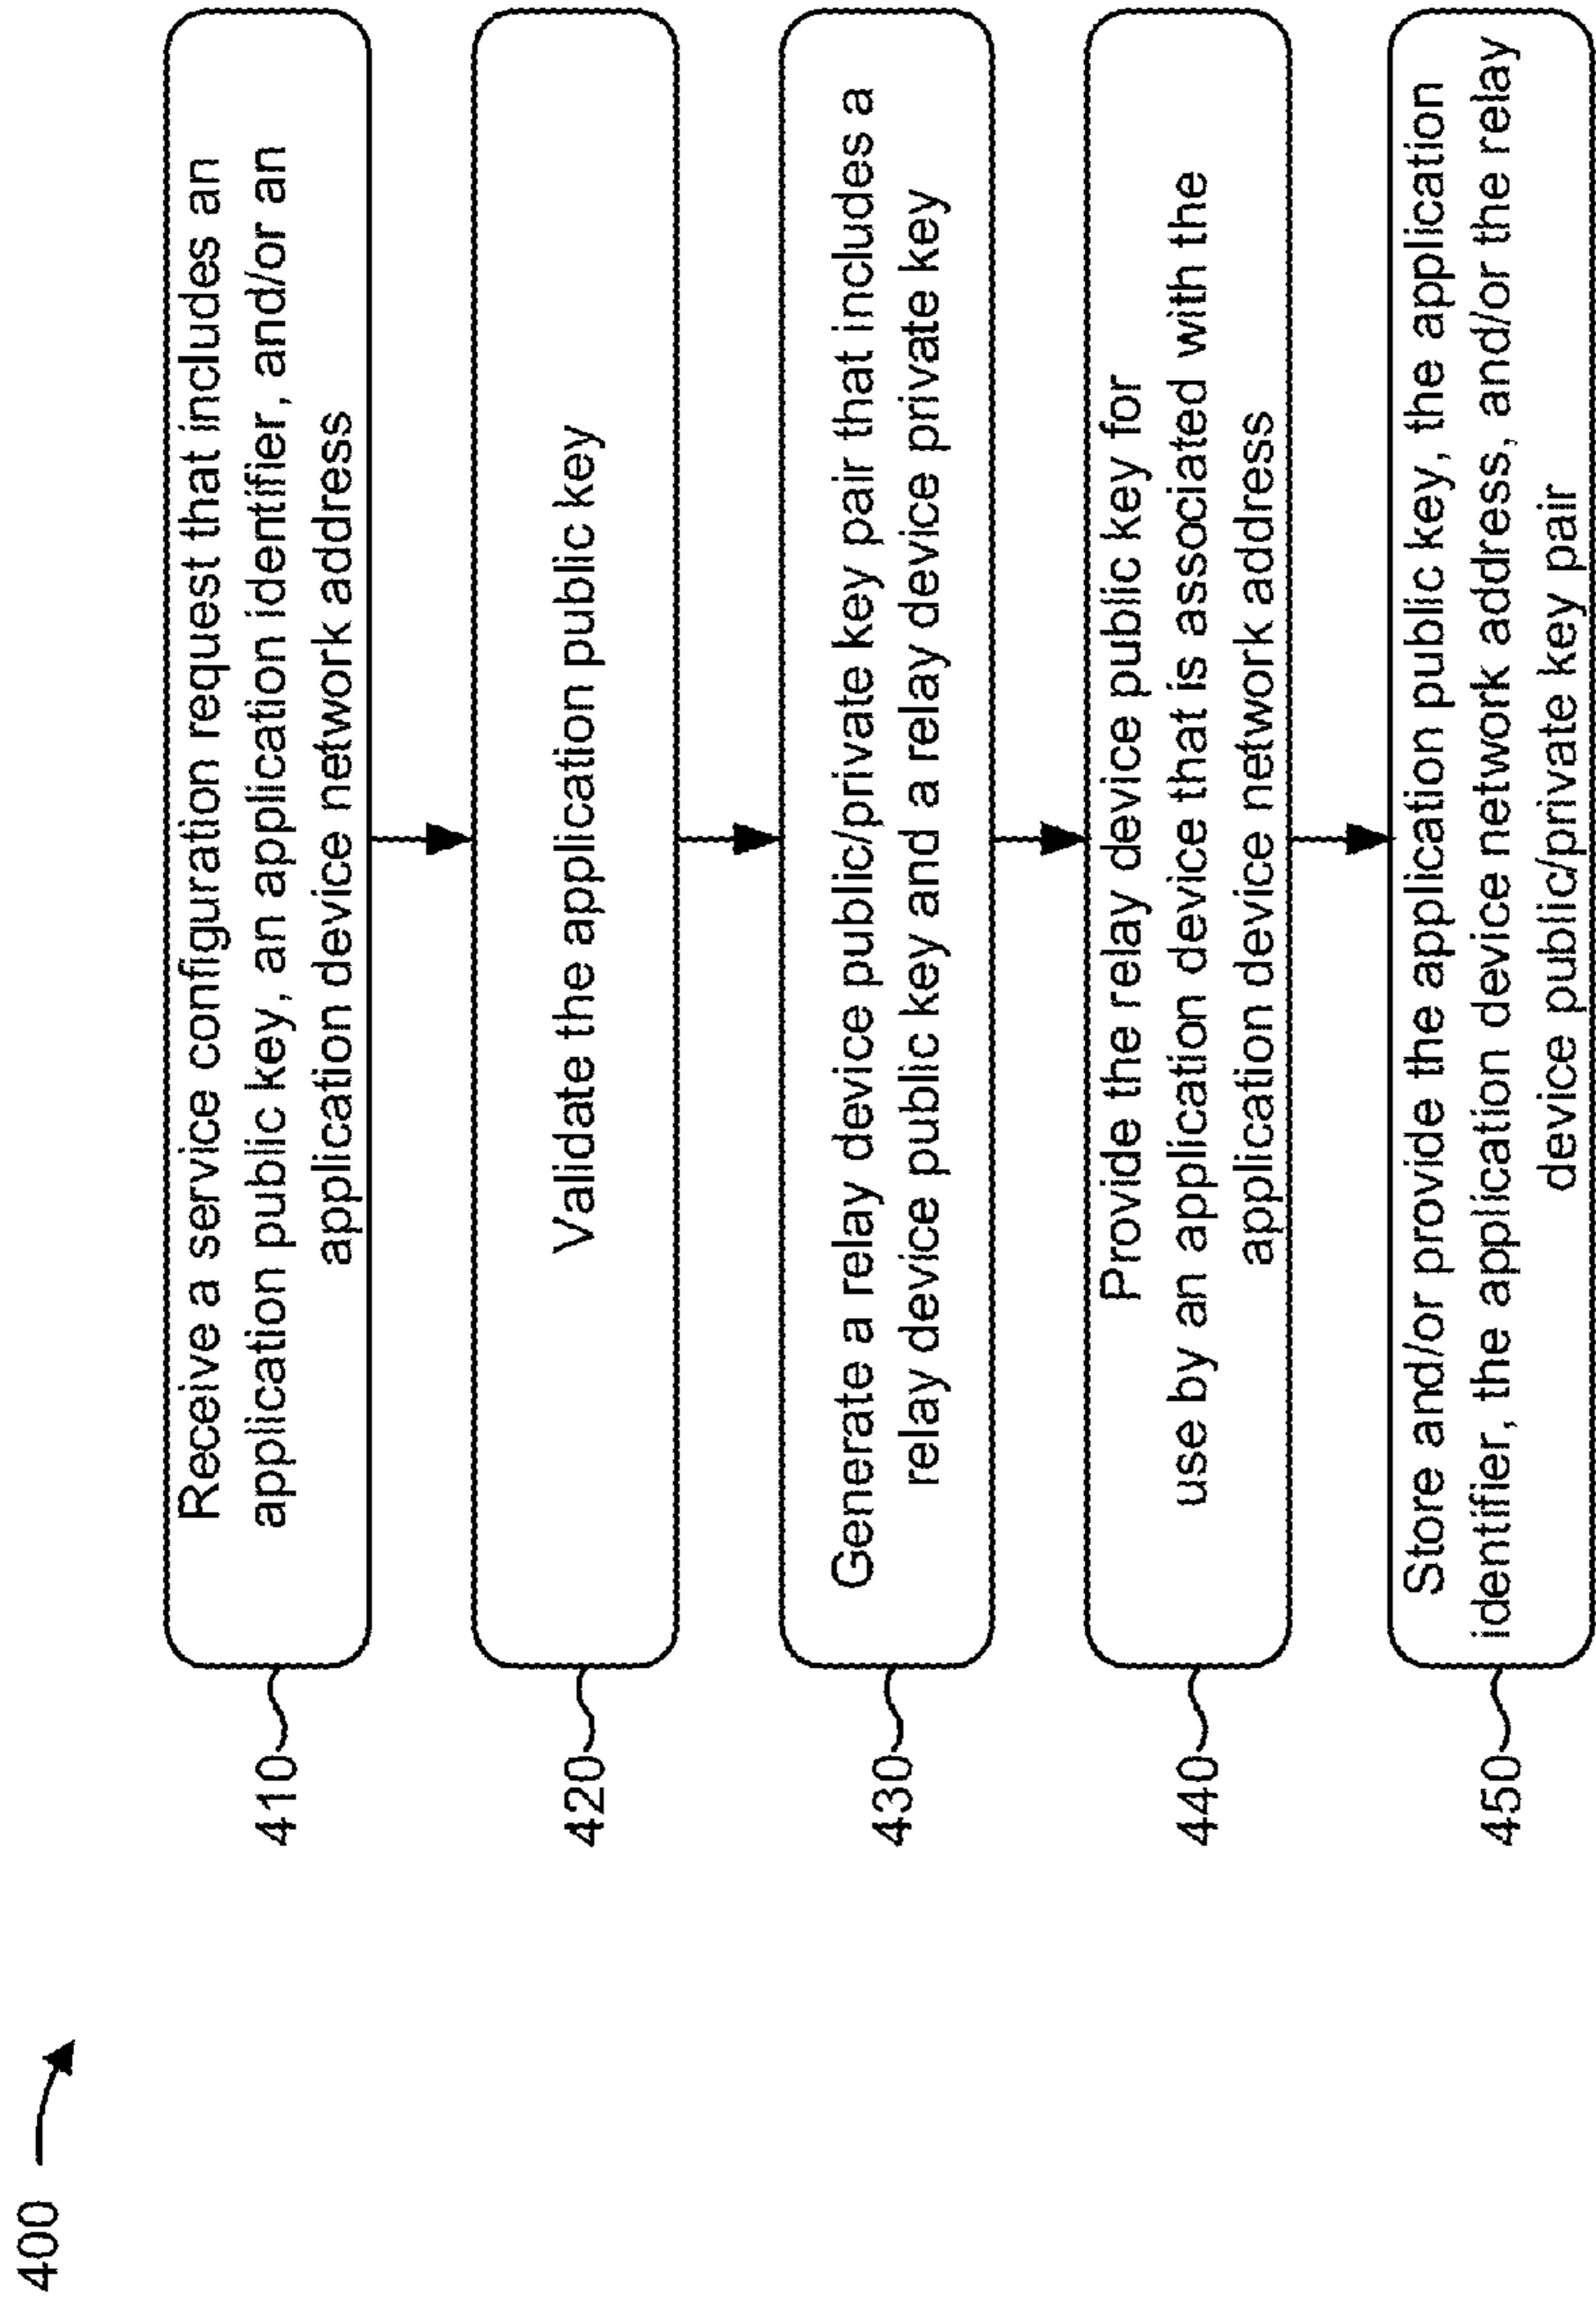 400
410
Receive a service configuration request that includes an
application public key, an application identifier, and/or an
application device network address
420
Validate the application public key
430
Generate a relay device public/private key pair that includes a
relay device public key and a relay device private key
440
Provide the relay device public key for
use by an application device that is associated with the
application device network address
450
Store and/or provide the application public key, the application
identifier, the application device network address, and/or the relay
device public/private key pair